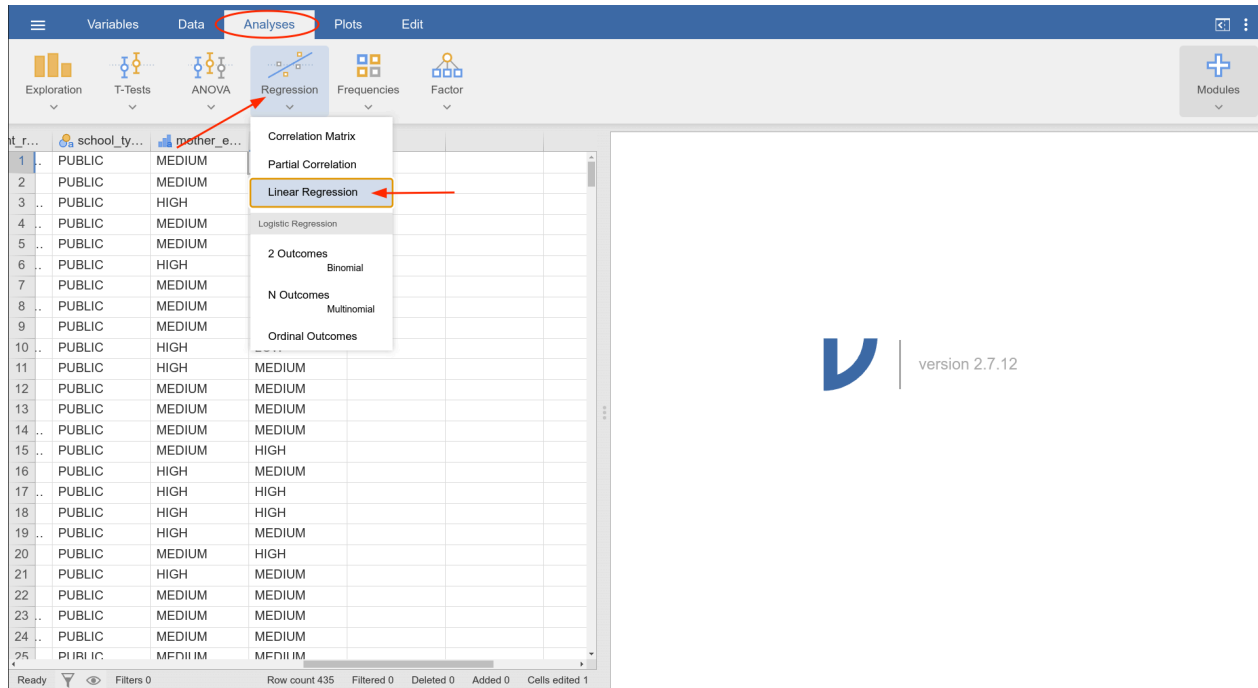 Variables Data Analyses Plots Edit
Exploration T-Tests ANOVA Regression Frequencies Factor Modules
nt_r... school_ty... mother_e...
Correlation Matrix
Partial Correlation
Linear Regression
Logistic Regression
2 Outcomes
Binomial
N Outcomes
Multinomial
Ordinal Outcomes
1 .. PUBLIC MEDIUM
2 PUBLIC MEDIUM
3 .. PUBLIC HIGH
4 .. PUBLIC MEDIUM
5 .. PUBLIC MEDIUM
6 .. PUBLIC HIGH
7 PUBLIC MEDIUM
8 .. PUBLIC MEDIUM
9 PUBLIC MEDIUM
10 .. PUBLIC HIGH
11 PUBLIC HIGH MEDIUM
12 PUBLIC MEDIUM MEDIUM
13 PUBLIC MEDIUM MEDIUM
14 .. PUBLIC MEDIUM MEDIUM
15 .. PUBLIC MEDIUM HIGH
16 PUBLIC HIGH MEDIUM
17 .. PUBLIC HIGH HIGH
18 PUBLIC HIGH HIGH
19 .. PUBLIC HIGH MEDIUM
20 PUBLIC MEDIUM HIGH
21 PUBLIC HIGH MEDIUM
22 PUBLIC MEDIUM MEDIUM
23 .. PUBLIC MEDIUM MEDIUM
24 .. PUBLIC MEDIUM MEDIUM
25 PUBLIC MEDIUM MEDIUM
version 2.7.12
Ready Filters 0 Row count 435 Filtered 0 Deleted 0 Added 0 Cells edited 1